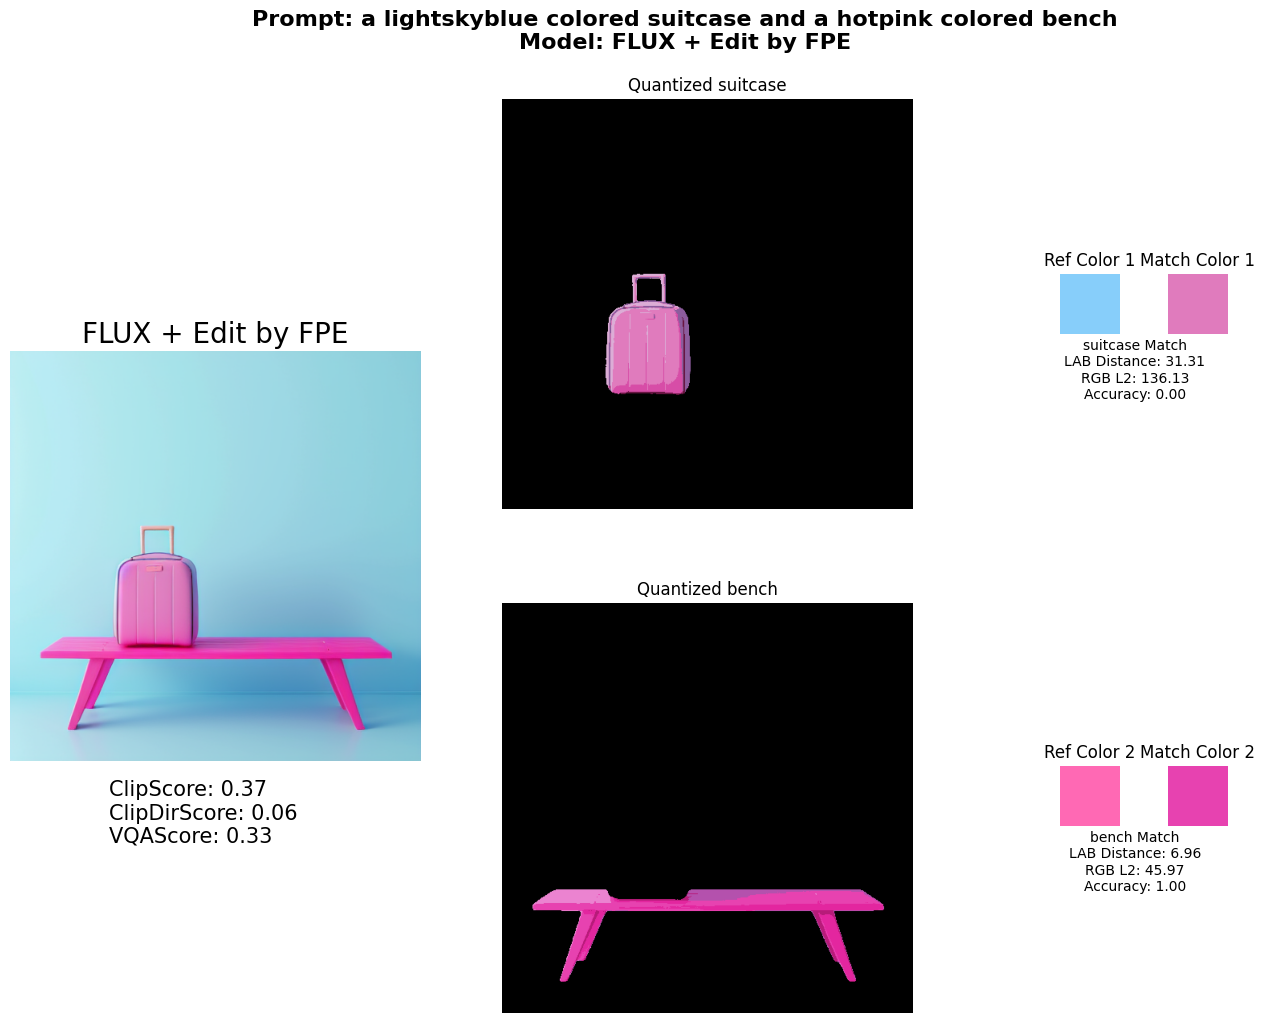 Prompt: a lightskyblue colored suitcase and a hotpink colored bench
Model: FLUX + Edit by FPE
Quantized suitcase
Ref Color 1 Match Color 1
suitcase Match
LAB Distance: 31.31
RGB L2: 136.13
Accuracy: 0.00
FLUX + Edit by FPE
ClipScore: 0.37
ClipDirScore: 0.06
VQAScore: 0.33
Quantized bench
Ref Color 2 Match Color 2
bench Match
LAB Distance: 6.96
RGB L2: 45.97
Accuracy: 1.00